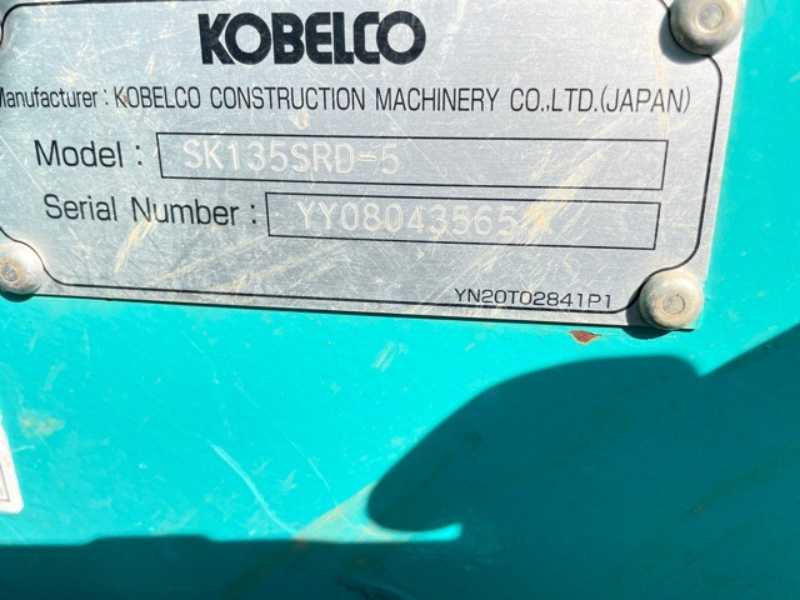 KOBELCO
Manufacturer : KOBELCO CONSTRUCTION MACHINERY CO.,LTD.(JAPAN)
Model : SK135SRD-5
Serial Number : YY08043565
YN20T02841P1